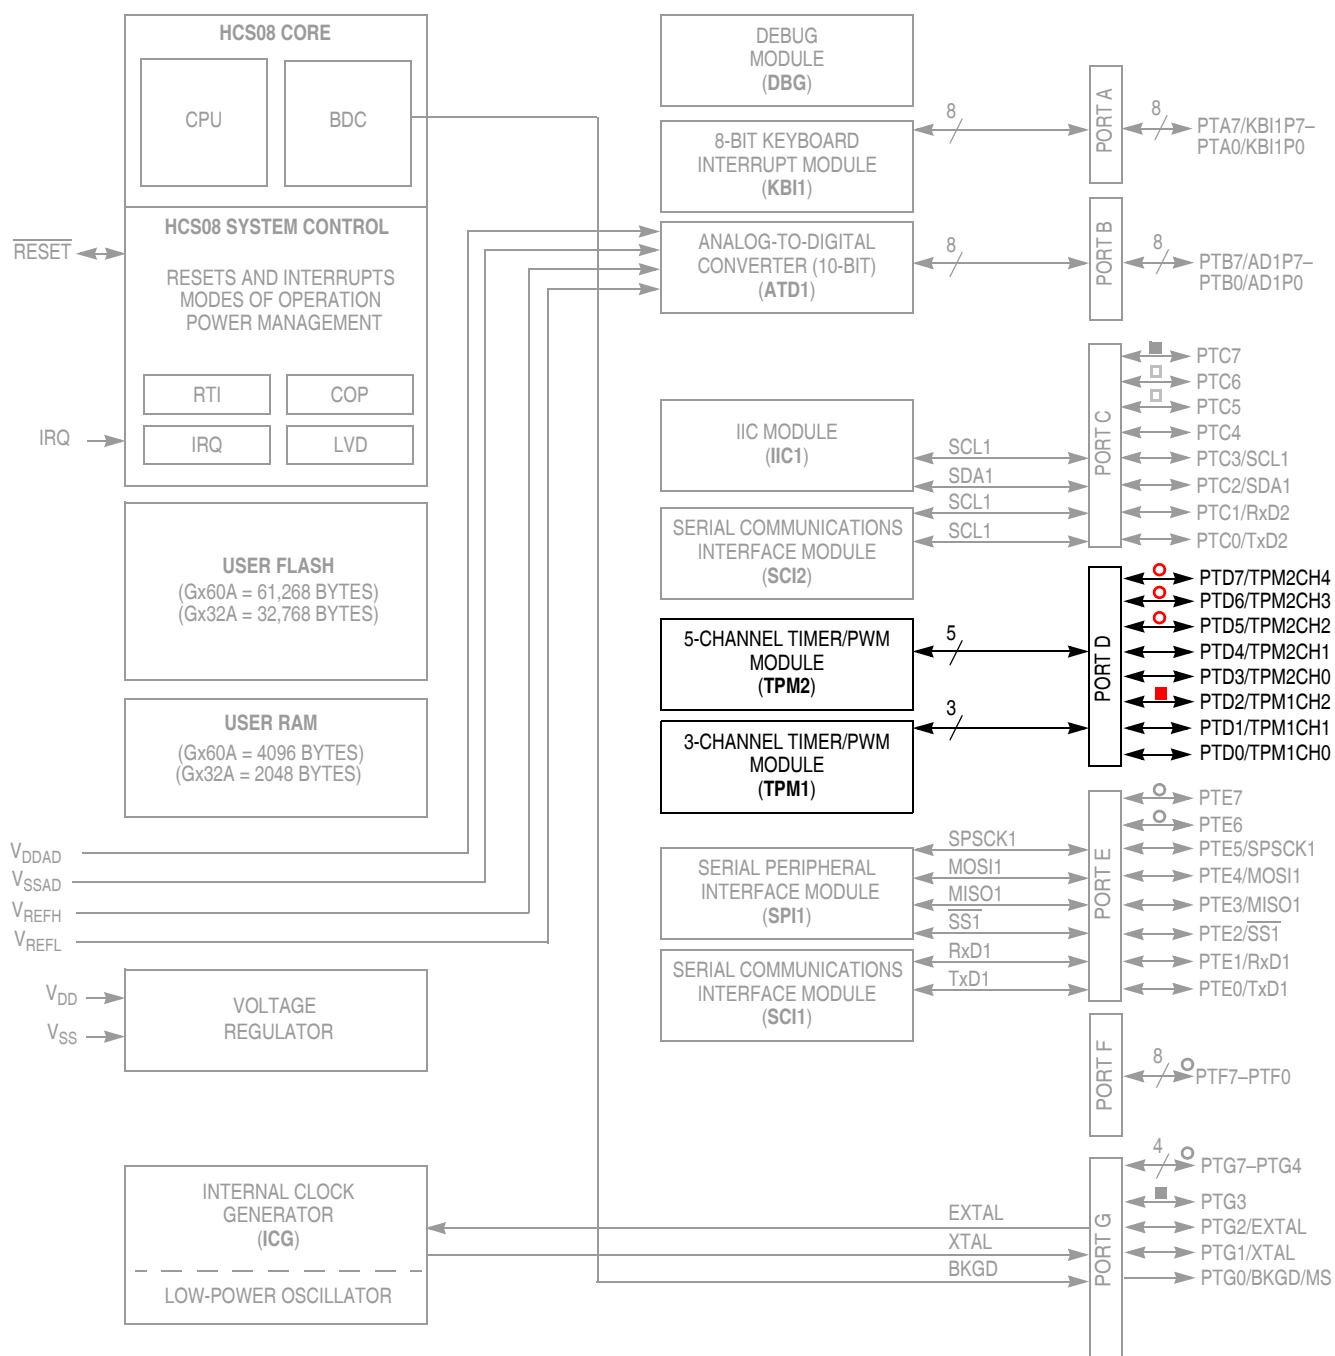 HCS08 CORE
CPU
BDC
HCS08 SYSTEM CONTROL
RESET
RESETS AND INTERRUPTS
MODES OF OPERATION
POWER MANAGEMENT
RTI
COP
IRQ
IRQ
LVD
USER FLASH
(Gx60A = 61,268 BYTES)
(Gx32A = 32,768 BYTES)
USER RAM
(Gx60A = 4096 BYTES)
(Gx32A = 2048 BYTES)
VDDAD
VSSAD
VREFH
VREFL
VDD
VSS
VOLTAGE
REGULATOR
INTERNAL CLOCK
GENERATOR
(ICG)
LOW-POWER OSCILLATOR
DEBUG
MODULE
(DBG)
8-BIT KEYBOARD
INTERRUPT MODULE
(KBI1)
8
ANALOG-TO-DIGITAL
CONVERTER (10-BIT)
(ATD1)
8
IIC MODULE
(IIC1)
SCL1
SDA1
SERIAL COMMUNICATIONS
INTERFACE MODULE
(SCI2)
SCL1
SCL1
5-CHANNEL TIMER/PWM
MODULE
(TPM2)
5
3-CHANNEL TIMER/PWM
MODULE
(TPM1)
3
SERIAL PERIPHERAL
INTERFACE MODULE
(SPI1)
SPSCK1
MOSI1
MISO1
SS1
SERIAL COMMUNICATIONS
INTERFACE MODULE
(SCI1)
RxD1
TxD1
EXTAL
XTAL
BKGD
PORT A
8
PTA7/KBI1P7–
PTA0/KBI1P0
PORT B
8
PTB7/AD1P7–
PTB0/AD1P0
PORT C
PTC7
PTC6
PTC5
PTC4
PTC3/SCL1
PTC2/SDA1
PTC1/RxD2
PTC0/TxD2
PORT D
PTD7/TPM2CH4
PTD6/TPM2CH3
PTD5/TPM2CH2
PTD4/TPM2CH1
PTD3/TPM2CH0
PTD2/TPM1CH2
PTD1/TPM1CH1
PTD0/TPM1CH0
PORT E
PTE7
PTE6
PTE5/SPSCK1
PTE4/MOSI1
PTE3/MISO1
PTE2/SS1
PTE1/RxD1
PTE0/TxD1
PORT F
8
PTF7–PTF0
PORT G
4
PTG7–PTG4
PTG3
PTG2/EXTAL
PTG1/XTAL
PTG0/BKGD/MS